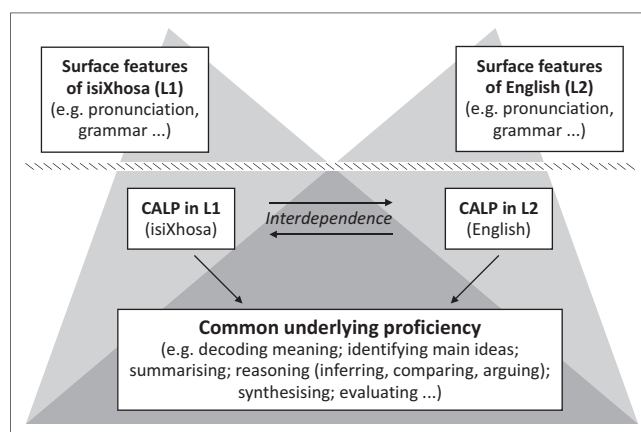 Surface features
of isiXhosa (L1)
(e.g. pronunciation,
grammar ...)
Surface features
of English (L2)
(e.g. pronunciation,
grammar ...)
CALP in L1
(isiXhosa)
Interdependence
CALP in L2
(English)
Common underlying proficiency
(e.g. decoding meaning; identifying main ideas;
summarising; reasoning (inferring, comparing, arguing);
synthesising; evaluating ...)